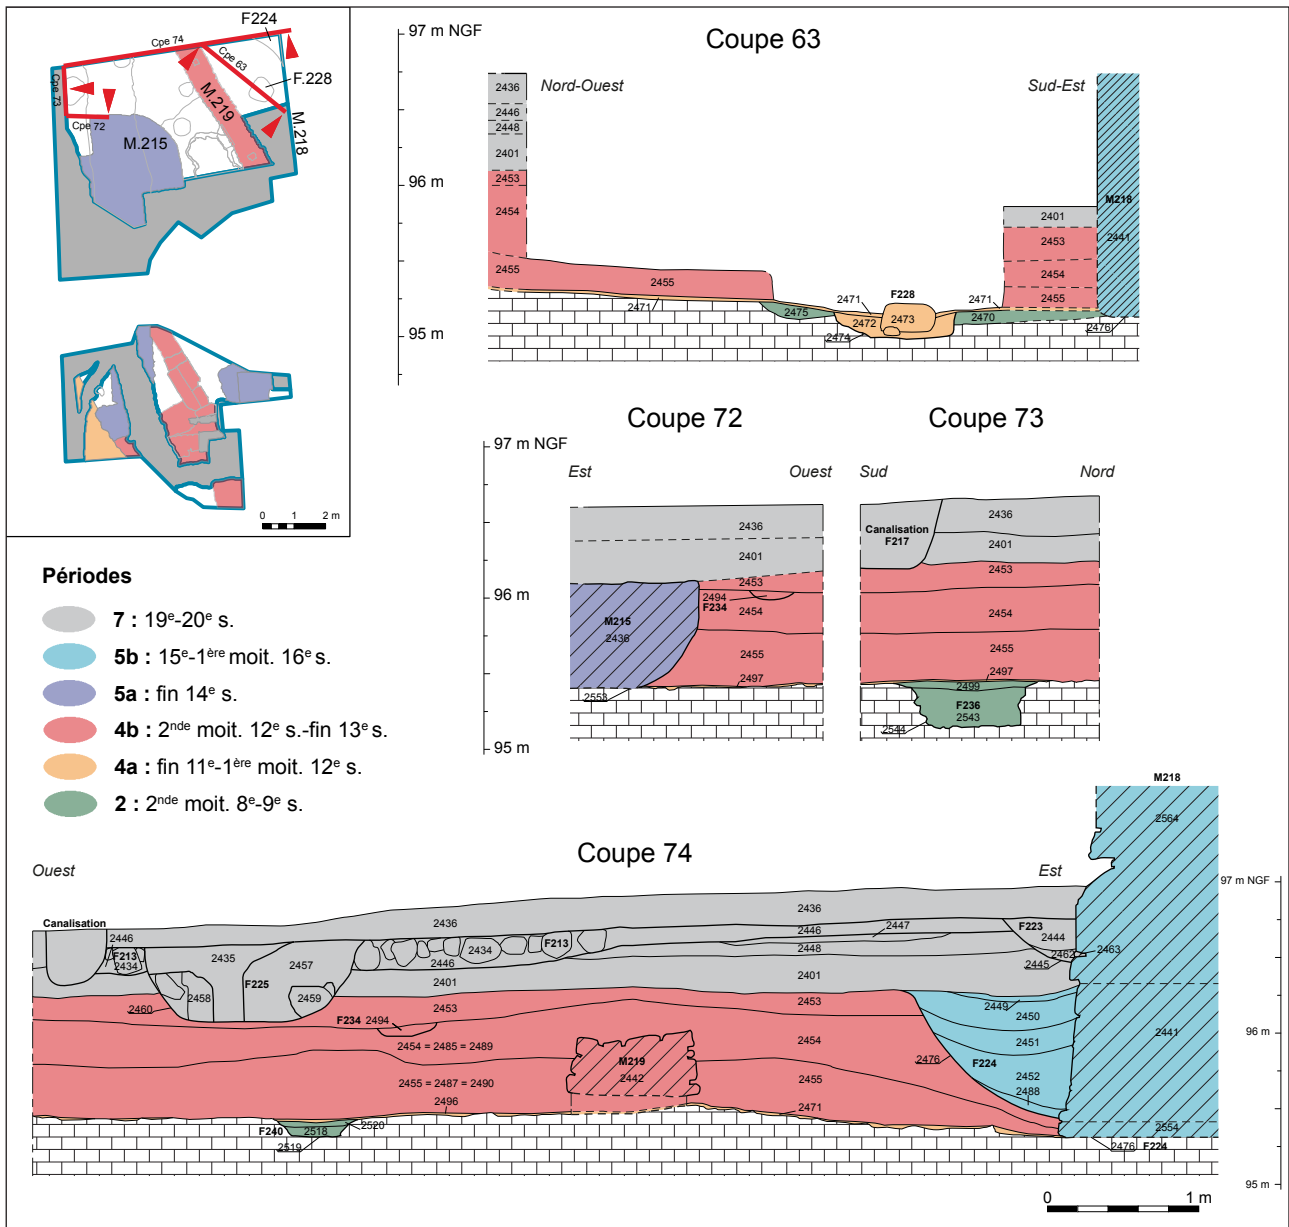 F224
Cpe 74
Cpe 63
F.228
Cpe 73
Cpe 72
M.215
M.219
M.218
0 1 2 m
Périodes
7 : 19e-20e s.
5b : 15e-1ère moit. 16e s.
5a : fin 14e s.
4b : 2nde moit. 12e s.-fin 13e s.
4a : fin 11e-1ère moit. 12e s.
2 : 2nde moit. 8e-9e s.
Coupe 63
97 m NGF
96 m
95 m
Nord-Ouest
Sud-Est
2436
2446
2448
2401
2453
2454
2455
2455
2471
2475
2471
F228
2472
2473
2474
2471
2470
2401
2453
2454
2455
M218
2441
2476
Coupe 72
97 m NGF
96 m
95 m
Est
Ouest
2436
2401
2453
2494
F234
2454
M215
2436
2455
2497
2553
Coupe 73
Sud
Nord
2436
Canalisation
F217
2401
2453
2454
2455
2497
2499
F236
2543
2544
Coupe 74
Ouest
Est
M218
2564
97 m NGF
96 m
95 m
Canalisation
2446
F213
2434
2435
2457
2458
F225
2459
2460
2436
2434
F213
2446
2401
2453
F234
2494
2454 = 2485 = 2489
2455 = 2487 = 2490
2496
F240
2518
2520
2519
M219
2442
2436
2446
2447
2448
2401
2453
2454
2455
2471
F223
2444
2462
2463
2445
2449
2450
2451
2476
F224
2452
2488
2441
2554
2476
F224
0 1 m